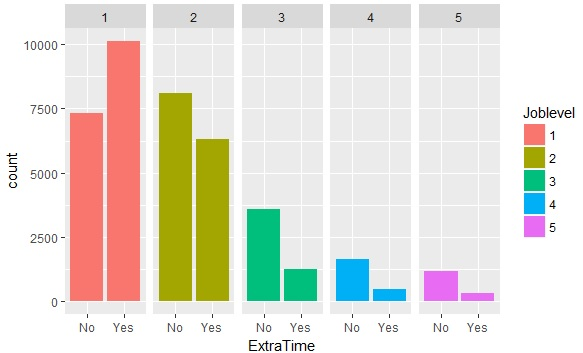 1 2 3 4 5
10000
7500
5000
2500
0
count
No Yes No Yes No Yes No Yes No Yes
ExtraTime
Joblevel
1
2
3
4
5